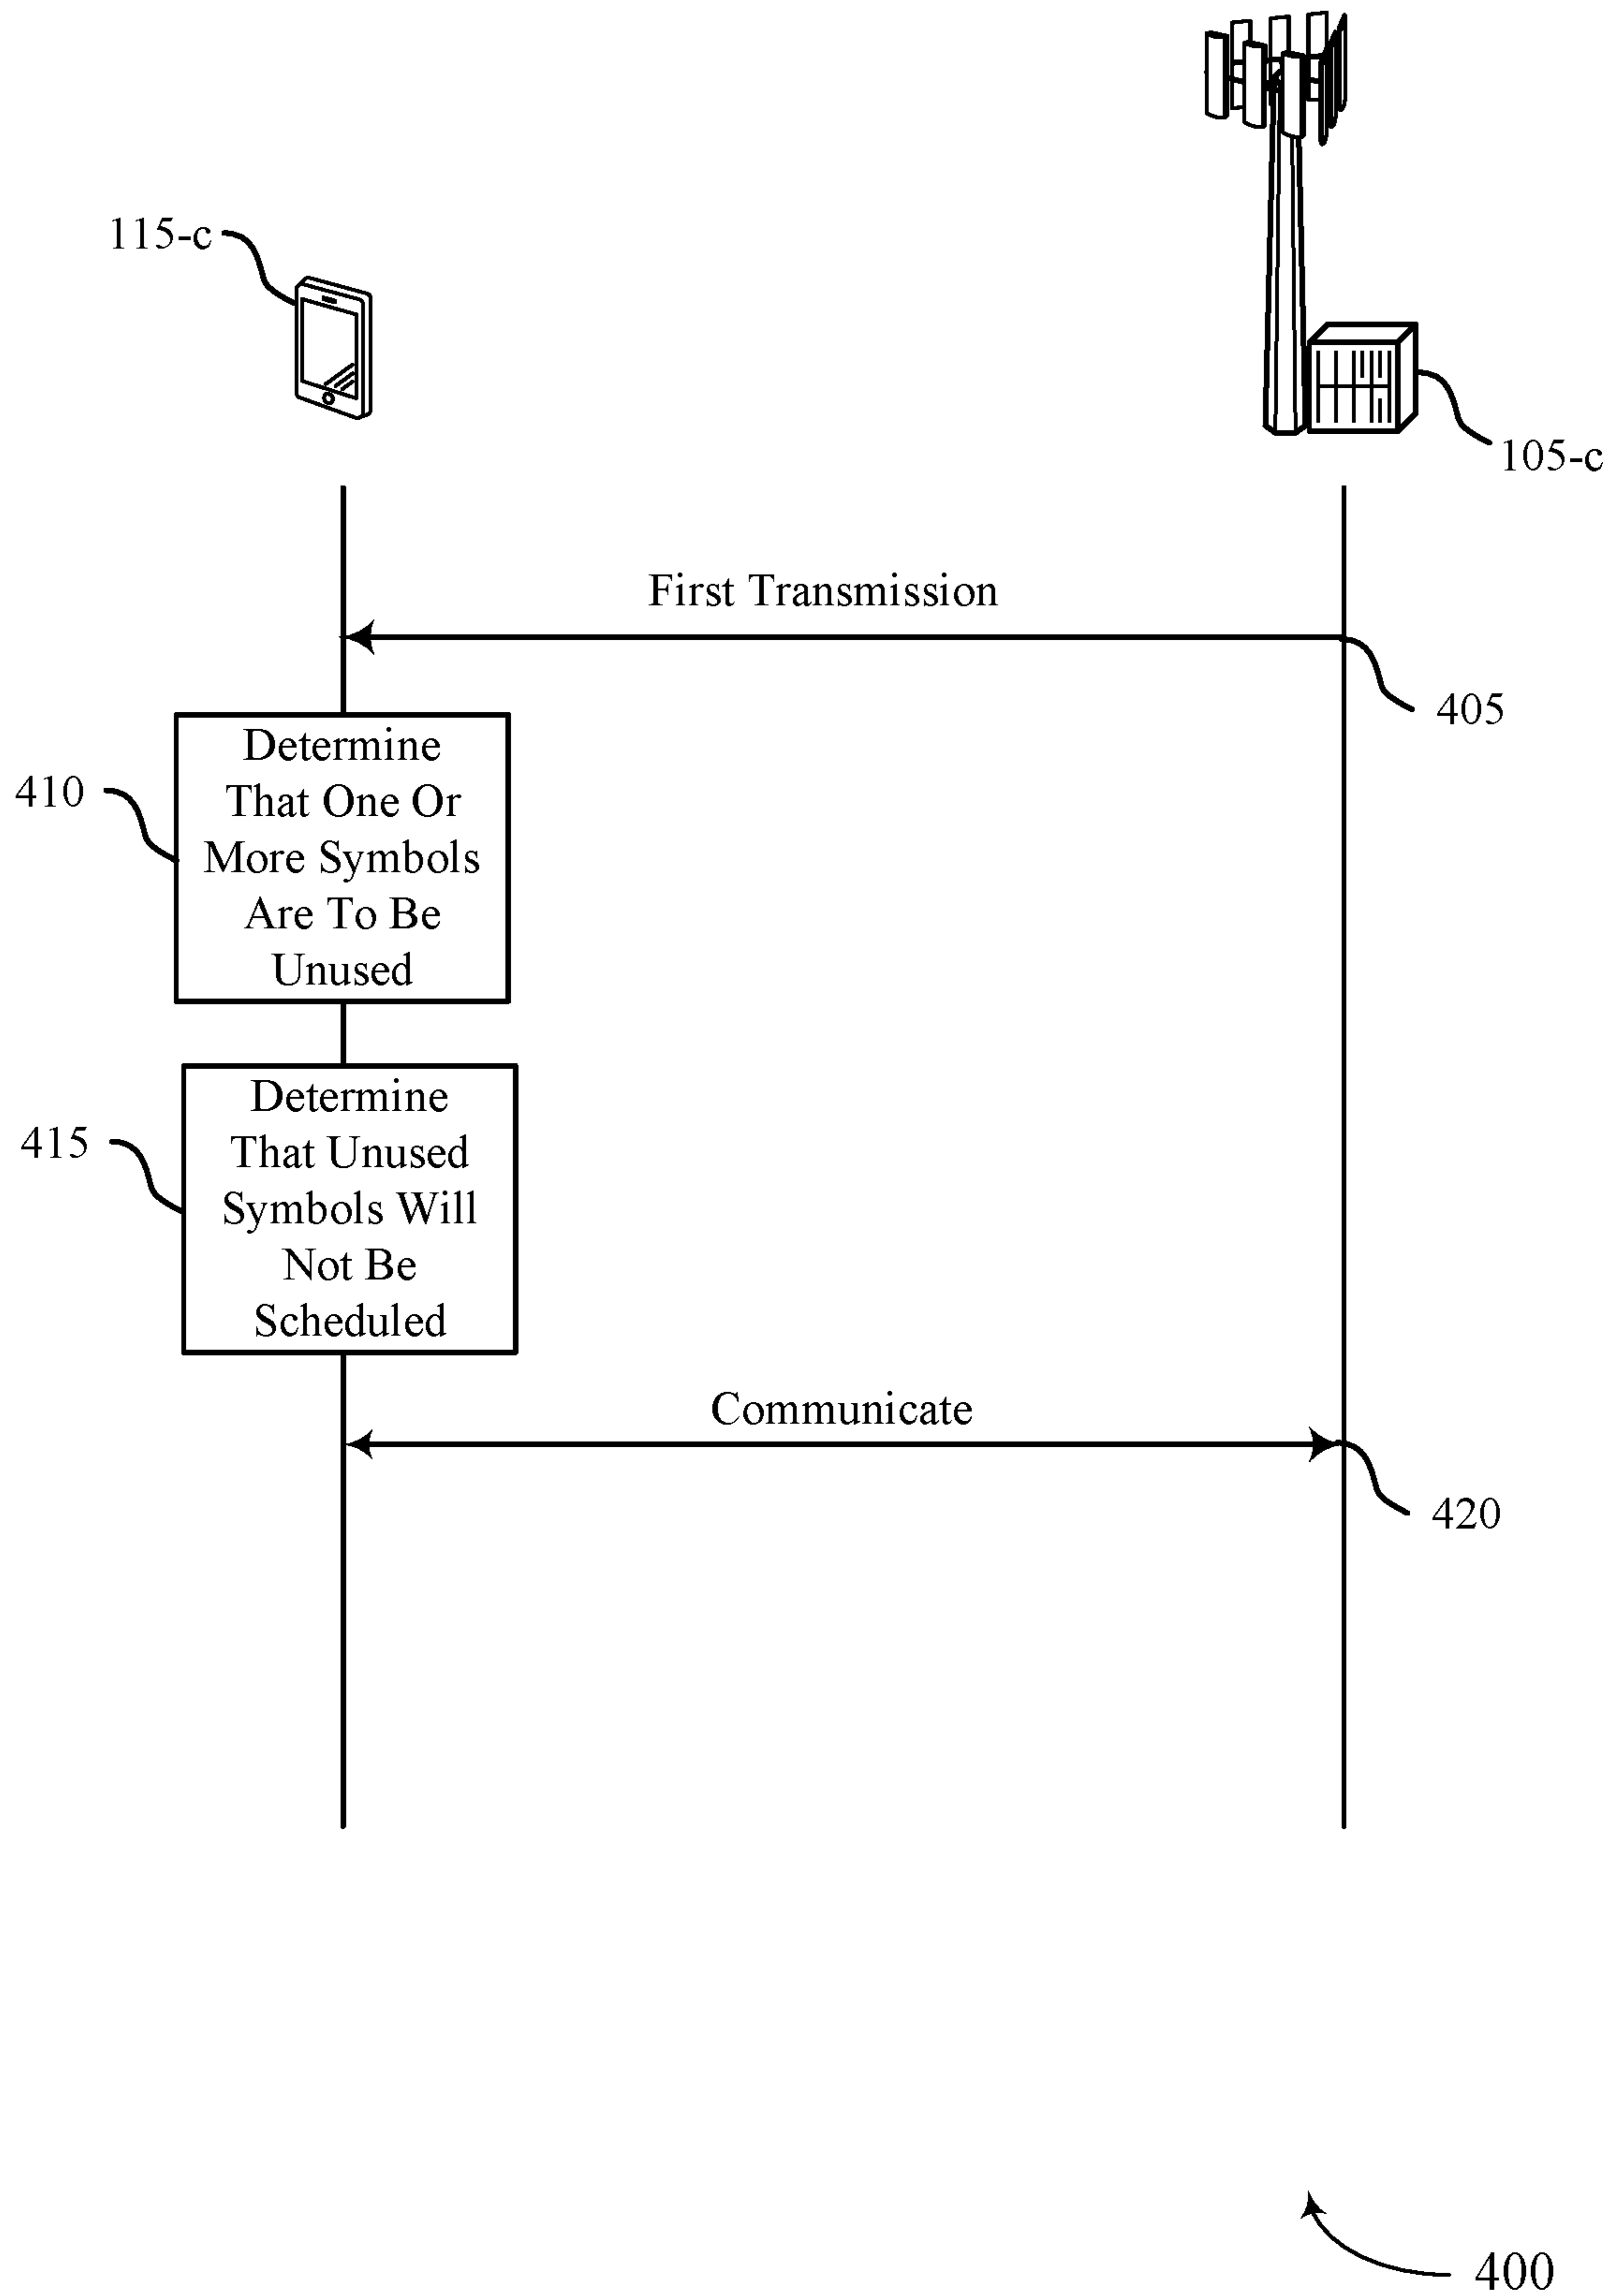 115-c
105-c
First Transmission
405
Determine
That One Or
More Symbols
Are To Be
Unused
410
Determine
That Unused
Symbols Will
Not Be
Scheduled
415
Communicate
420
400